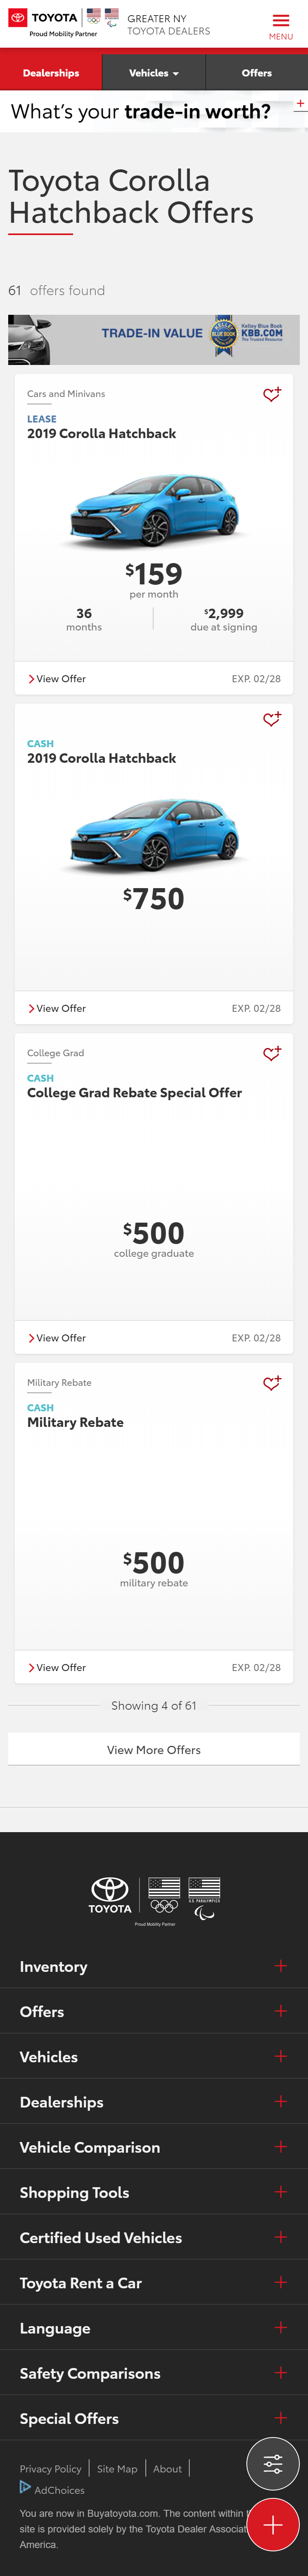 TOYOTA
Proud Mobility Partner
GREATER NY
TOYOTA DEALERS
MENU
Dealerships
Vehicles
Offers
What's your trade-in worth?
Toyota Corolla
Hatchback Offers
61 offers found
TRADE-IN VALUE
Kelley Blue Book
KBB.COM
The Trusted Resource
Cars and Minivans
LEASE
2019 Corolla Hatchback
$159
per month
36
months
$2,999
due at signing
View Offer
EXP. 02/28
CASH
2019 Corolla Hatchback
$750
View Offer
EXP. 02/28
College Grad
CASH
College Grad Rebate Special Offer
$500
college graduate
View Offer
EXP. 02/28
Military Rebate
CASH
Military Rebate
$500
military rebate
View Offer
EXP. 02/28
Showing 4 of 61
View More Offers
TOYOTA
U.S. PARALYMPICS
Proud Mobility Partner
Inventory
Offers
Vehicles
Dealerships
Vehicle Comparison
Shopping Tools
Certified Used Vehicles
Toyota Rent a Car
Language
Safety Comparisons
Special Offers
Privacy Policy
Site Map
About
AdChoices
You are now in Buyatoyota.com. The content within
site is provided solely by the Toyota Dealer Associat
America.